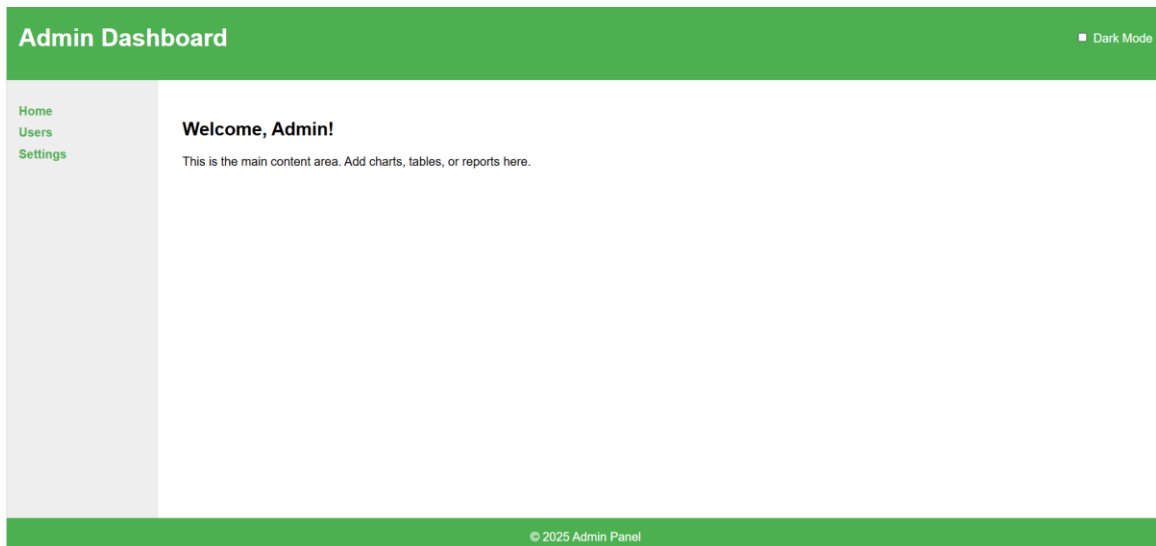 Admin Dashboard
Dark Mode
Home
Users
Settings
Welcome, Admin!
This is the main content area. Add charts, tables, or reports here.
© 2025 Admin Panel